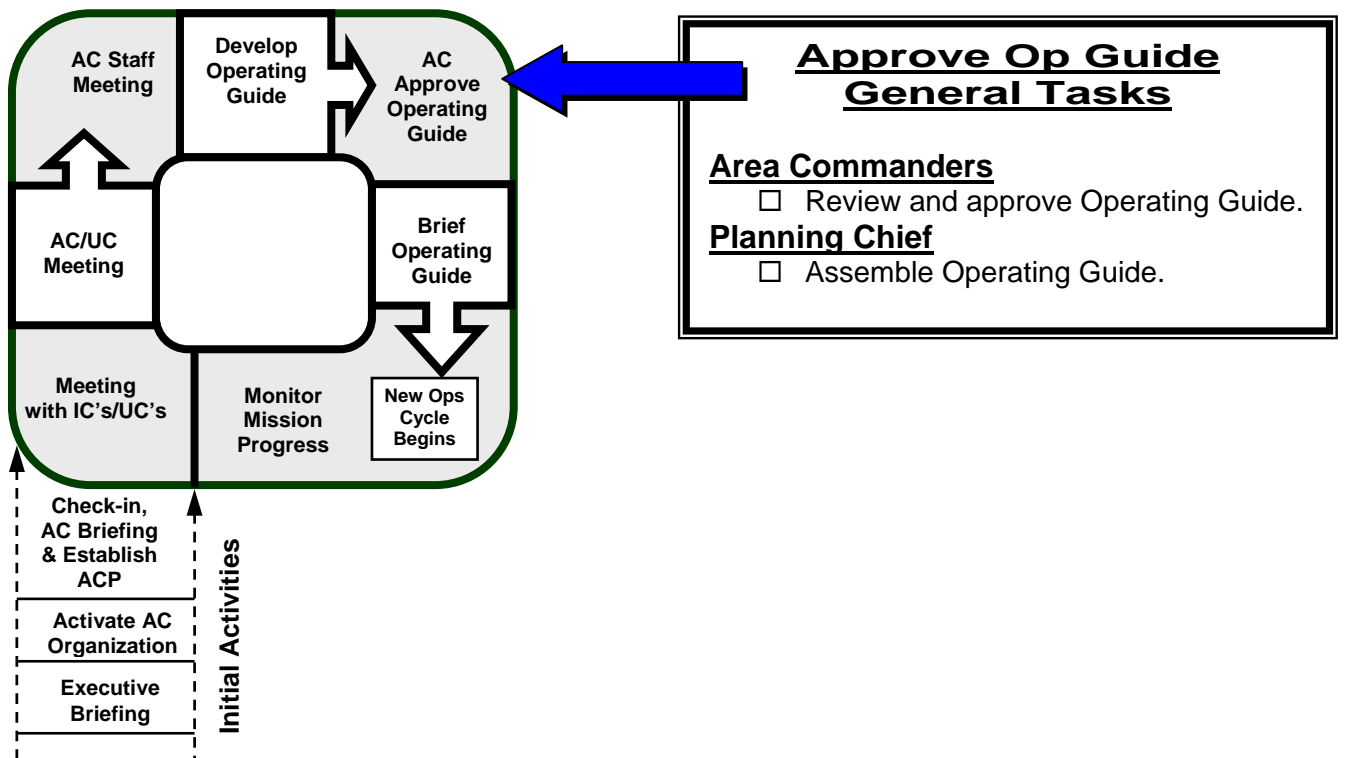 AC Staff
Meeting
Develop
Operating
Guide
AC
Approve
Operating
Guide
AC/UC
Meeting
Brief
Operating
Guide
Meeting
with IC’s/UC’s
Monitor
Mission
Progress
New Ops
Cycle
Begins
Check-in,
AC Briefing
& Establish
ACP
Activate AC
Organization
Executive
Briefing
Initial Activities
Approve Op Guide
General Tasks
Area Commanders
☐ Review and approve Operating Guide.
Planning Chief
☐ Assemble Operating Guide.